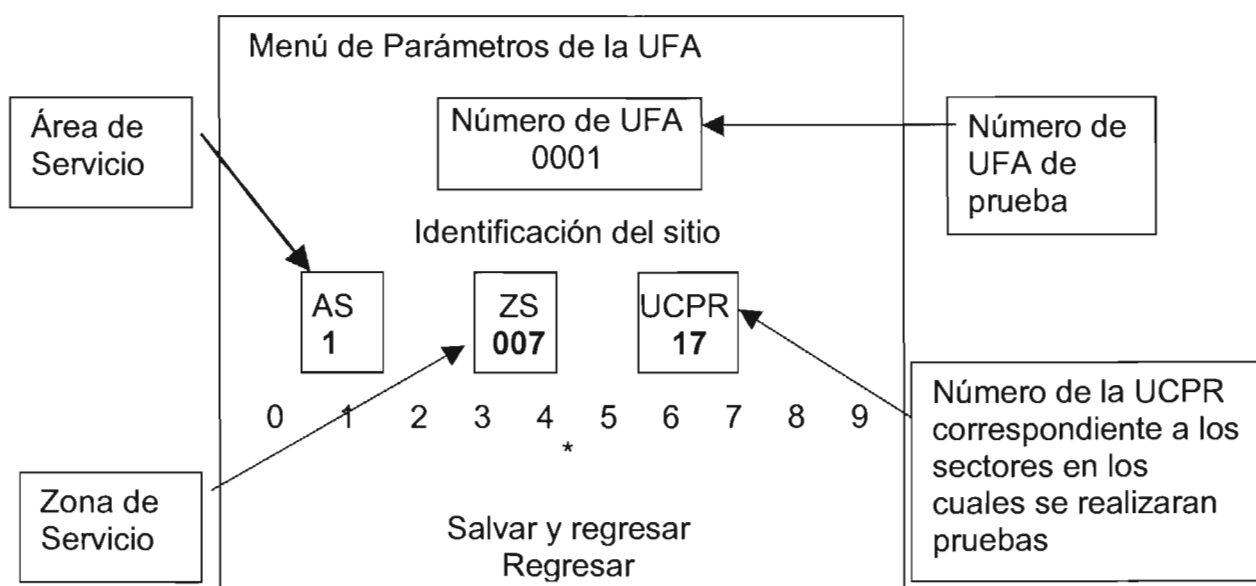 Menú de Parámetros de la UFA
Área de
Servicio
Número de UFA
0001
Número de
UFA de
prueba
Identificación del sitio
AS
1
ZS
007
UCPR
17
Número de la UCPR
correspondiente a los
sectores en los
cuales se realizaran
pruebas
0 1 2 3 4 5 6 7 8 9
*
Zona de
Servicio
Salvar y regresar
Regresar